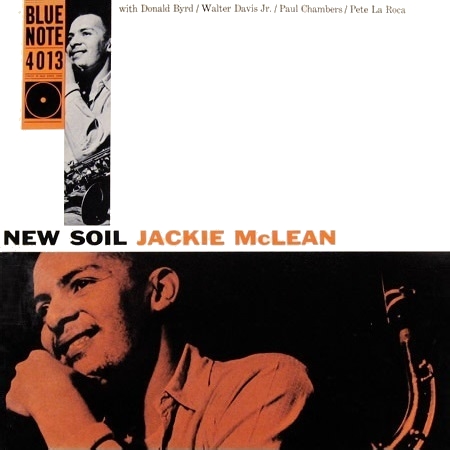 with Donald Byrd / Walter Davis Jr. / Paul Chambers / Pete La Roca
BLUE
NOTE
4013
NEW SOIL JACKIE McLEAN